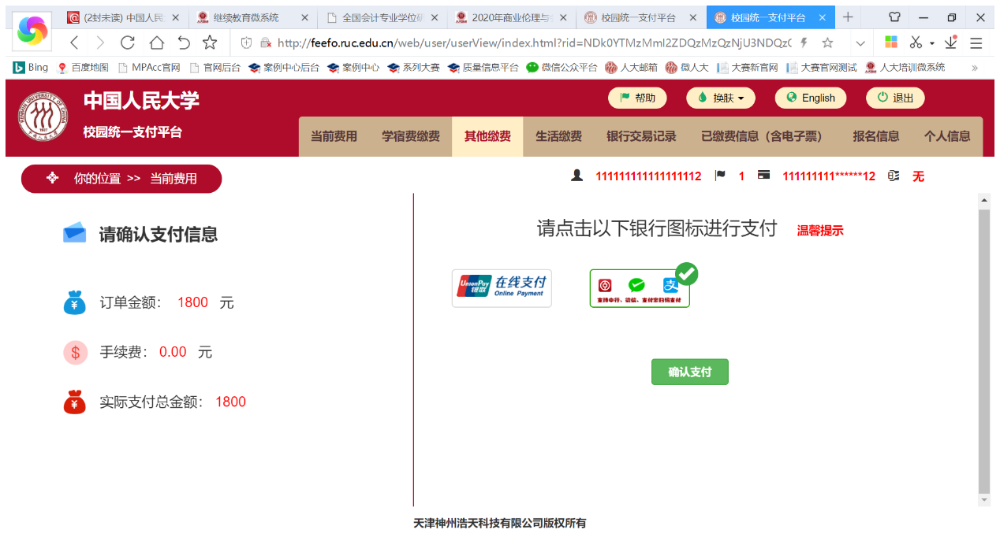 (2封未读) 中国人民
继续教育微系统
全国会计专业学位研
2020年商业伦理与
校园统一支付平台
校园统一支付平台
http://feefo.ruc.edu.cn/web/user/userView/index.html?rid=NDk0YTMzMmI2ZDQzMzQzNjU3NDQz
Bing 百度地图 MPAcc官网 官网后台 案例中心后台 案例中心 系列大赛 质量信息平台 微信公众平台 人大邮箱 微人大 大赛新官网 大赛官网测试 人大培训微系统 »
中国人民大学
校园统一支付平台
帮助 换肤 English 退出
当前费用 学宿费缴费 其他缴费 生活缴费 银行交易记录 已缴费信息（含电子票） 报名信息 个人信息
你的位置 >> 当前费用
111111111111111112 1 111111111******12 无
请确认支付信息
订单金额： 1800 元
手续费： 0.00 元
实际支付总金额： 1800
请点击以下银行图标进行支付 温馨提示
UnionPay 银联 在线支付 Online Payment
支持中行、微信、支付宝扫码支付
确认支付
天津神州浩天科技有限公司版权所有